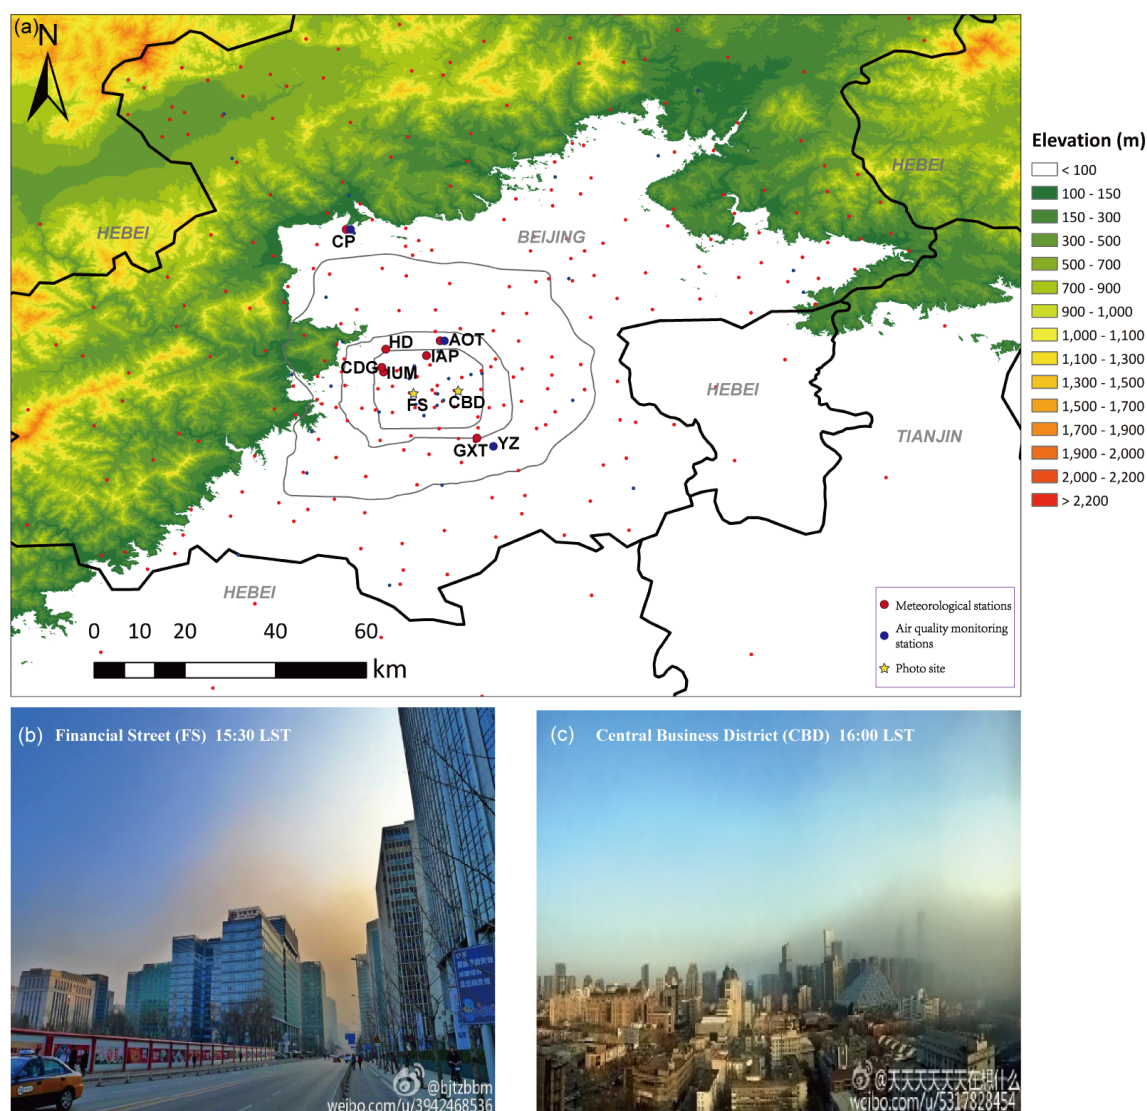 (a)
N
HEBEI
HEBEI
BEIJING
CP
HD
AOT
IAP
CDG
IUM
FS
CBD
GXT
YZ
HEBEI
TIANJIN
HEBEI
0 10 20 40 60
km
Elevation (m)
< 100
100 - 150
150 - 300
300 - 500
500 - 700
700 - 900
900 - 1,000
1,000 - 1,100
1,100 - 1,300
1,300 - 1,500
1,500 - 1,700
1,700 - 1,900
1,900 - 2,000
2,000 - 2,200
> 2,200
Meteorological stations
Air quality monitoring
stations
Photo site
(b) Financial Street (FS) 15:30 LST
@bjtzbbm
weibo.com/u/3942468536
(c) Central Business District (CBD) 16:00 LST
@天天天天天天在想什么
weibo.com/u/5317828454